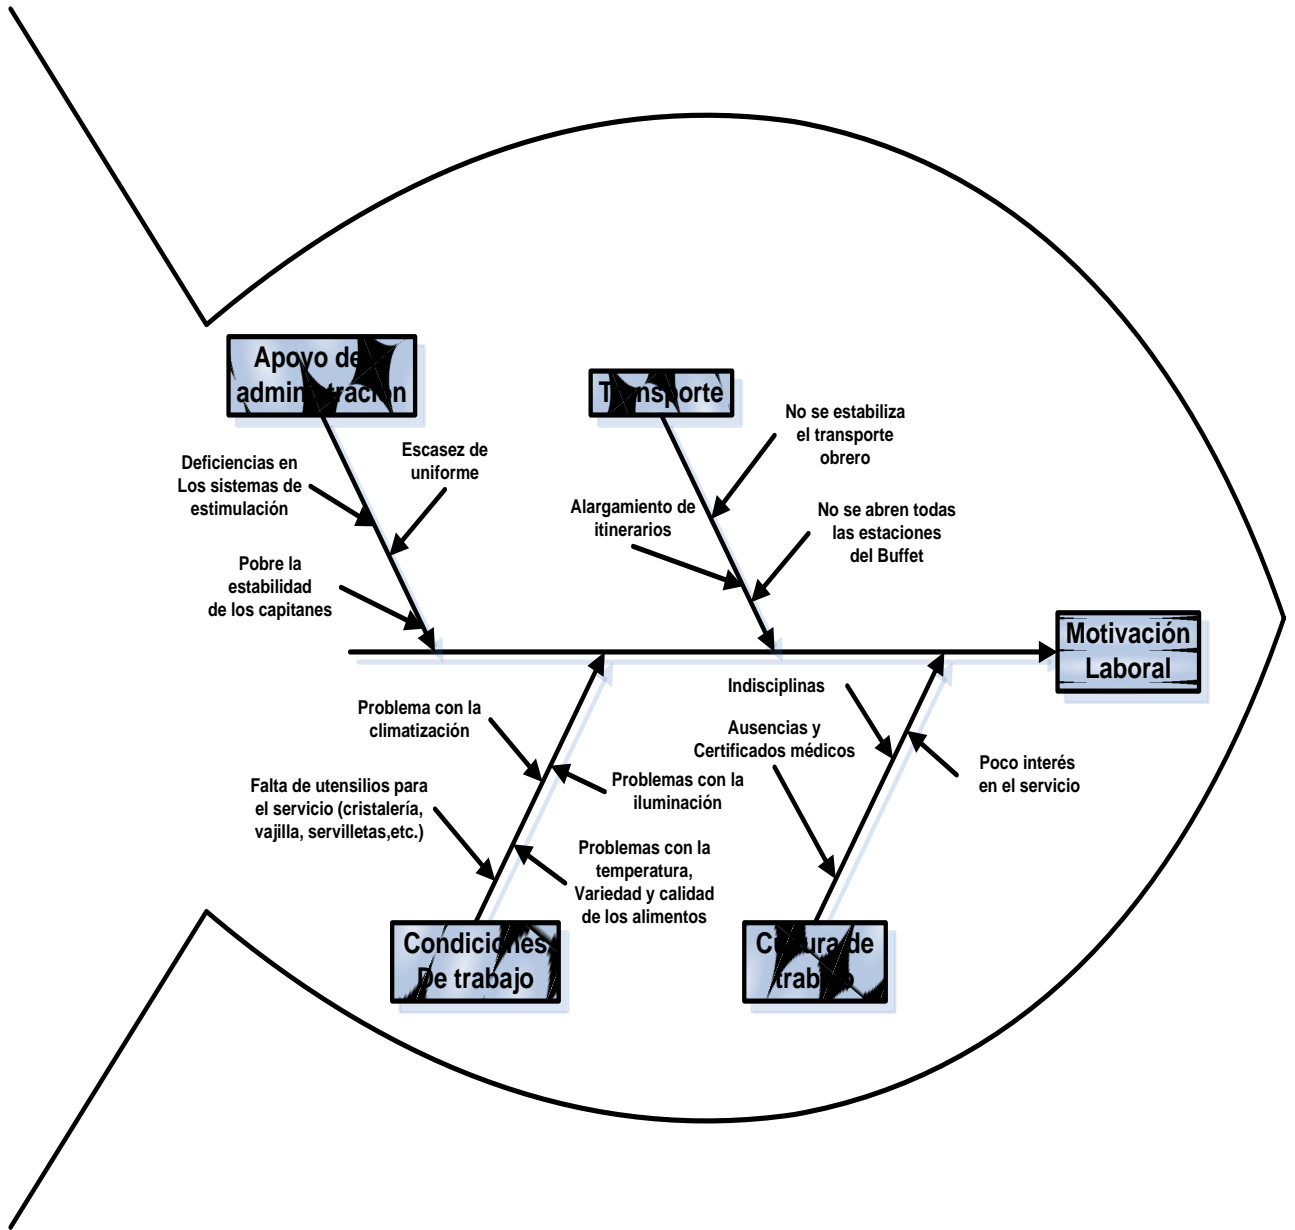 Apoyo de
administración
Transporte
No se estabiliza
el transporte
obrero
Escasez de
uniforme
Deficiencias en
Los sistemas de
estimulación
Alargamiento de
itinerarios
No se abren todas
las estaciones
del Buffet
Pobre la
estabilidad
de los capitanes
Motivación
Laboral
Indisciplinas
Problema con la
climatización
Ausencias y
Certificados médicos
Poco interés
en el servicio
Falta de utensilios para
el servicio (cristalería,
vajilla, servilletas,etc.)
Problemas con la
iluminación
Problemas con la
temperatura,
Variedad y calidad
de los alimentos
Condiciones
De trabajo
Cultura de
trabajo